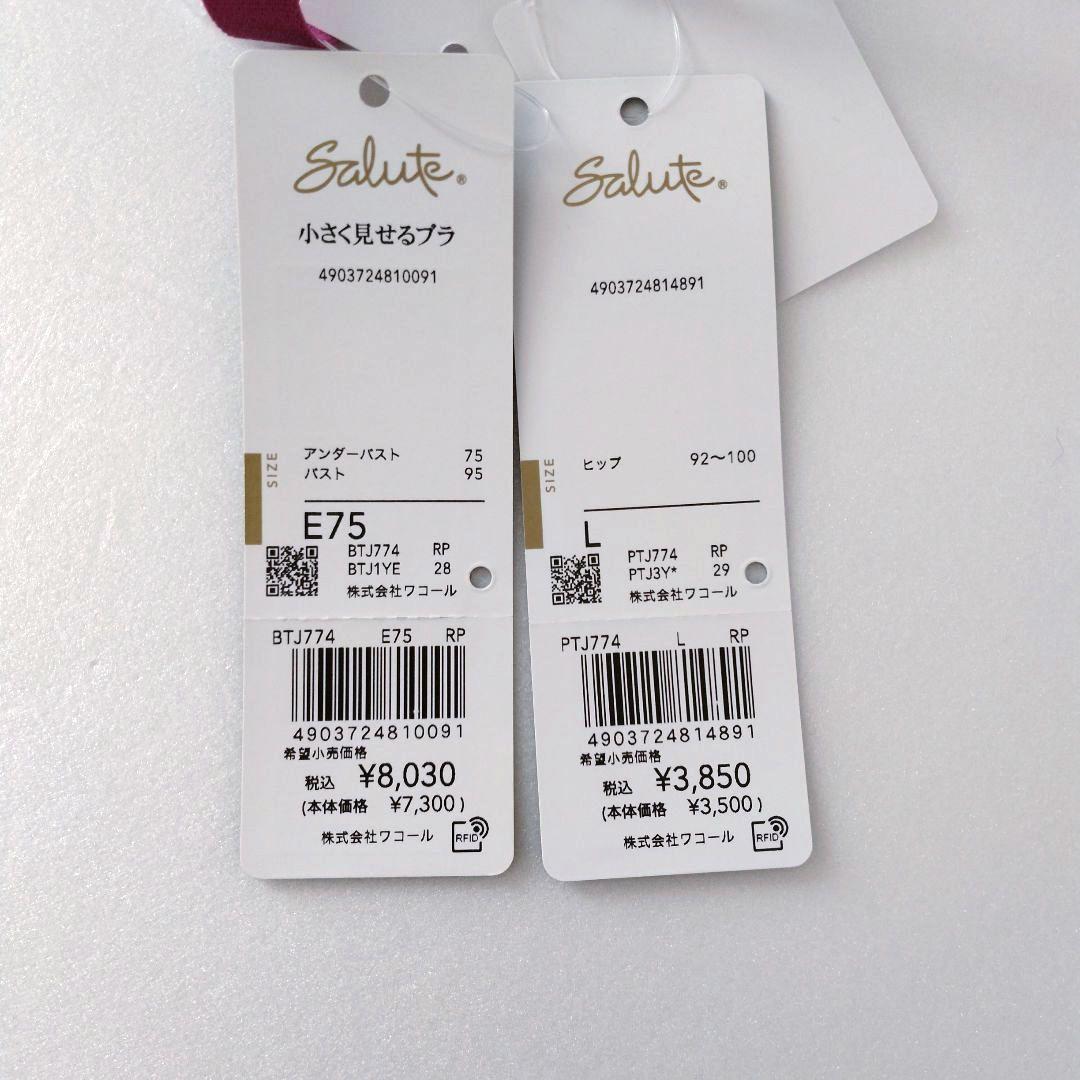 Salute®
小さく見せるブラ
4903724810091
SIZE
アンダーバスト 75
バスト 95
E75
BTJ774 RP
BTJ1YE 28
株式会社ワコール
BTJ774 E75 RP
4903724810091
希望小売価格
税込 ¥8,030
(本体価格 ¥7,300)
株式会社ワコール
RFID
Salute®
4903724814891
SIZE
ヒップ 92〜100
L
PTJ774 RP
PTJ3Y* 29
株式会社ワコール
PTJ774 L RP
4903724814891
希望小売価格
税込 ¥3,850
(本体価格 ¥3,500)
株式会社ワコール
RFID